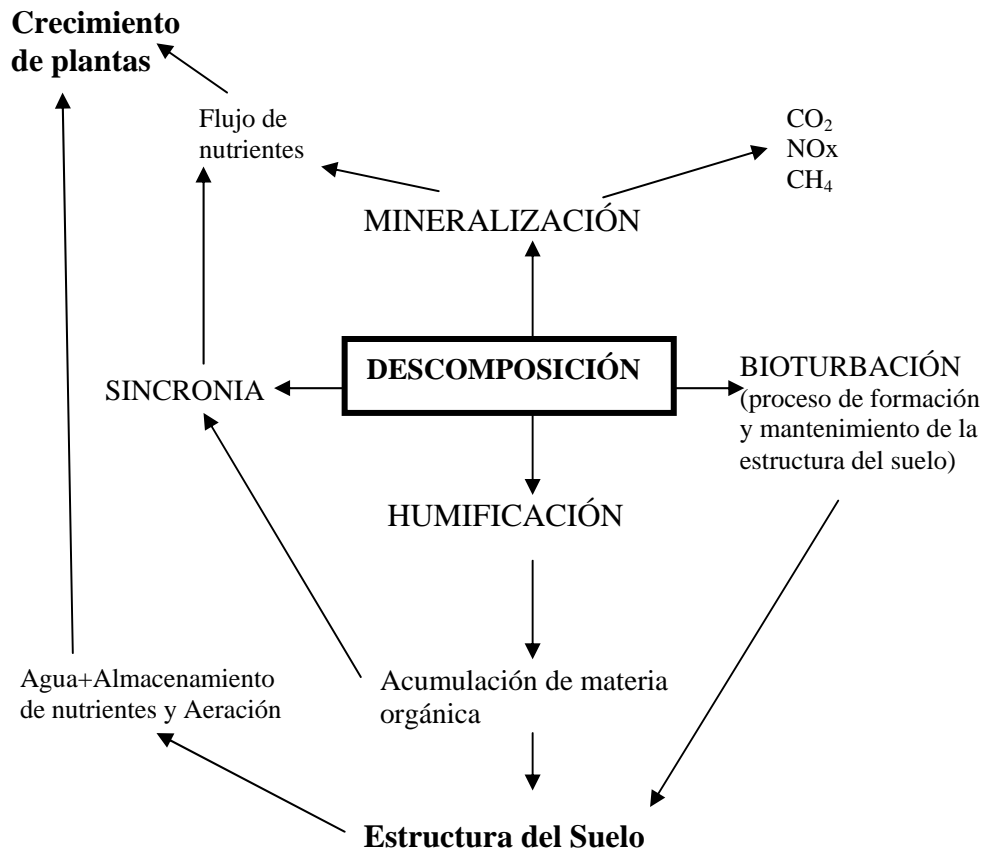 Crecimiento
de plantas
Flujo de
nutrientes
CO₂
NOx
CH₄
MINERALIZACIÓN
DESCOMPOSICIÓN
SINCRONIA
BIOTURBACIÓN
(proceso de formación
y mantenimiento de la
estructura del suelo)
HUMIFICACIÓN
Agua+Almacenamiento
de nutrientes y Aeración
Acumulación de materia
orgánica
Estructura del Suelo